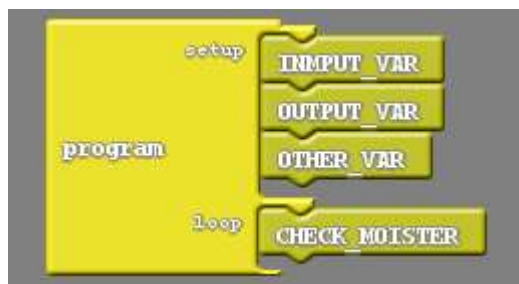 setup
INMPUT_VAR
OUTPUT_VAR
program
OTHER_VAR
loop
CHECK_MOISTER